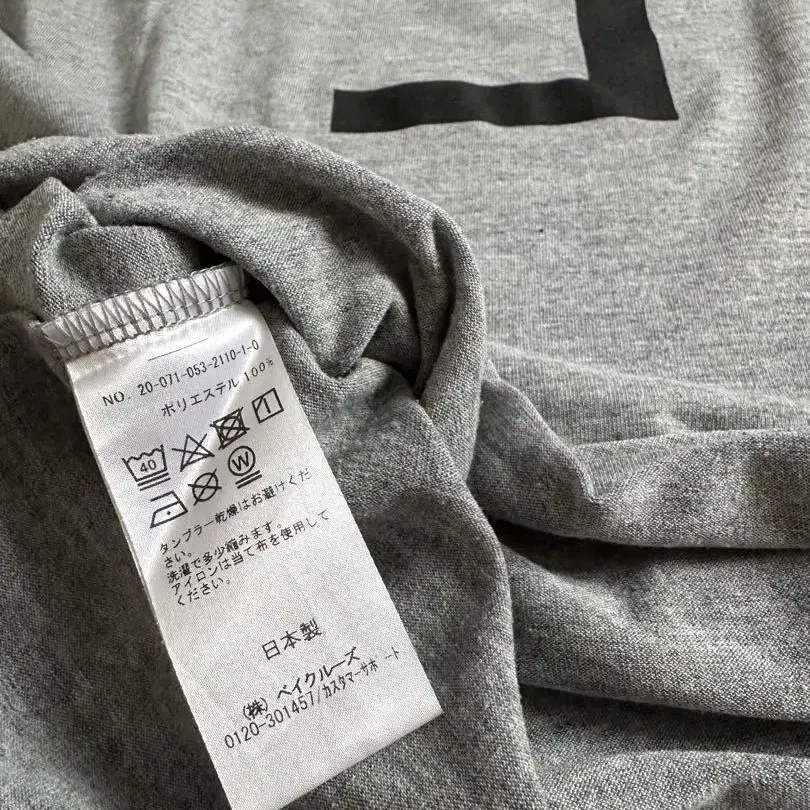 NO. 20-071-053-2110-1-0
ポリエステル 100%
40
W
タンブラー乾燥はお避けくだ
さい。
洗濯で多少縮みます。
アイロンは当て布を使用して
ください。
日本製
(株) ベイクルーズ
0120-301457/カスタマーサポート